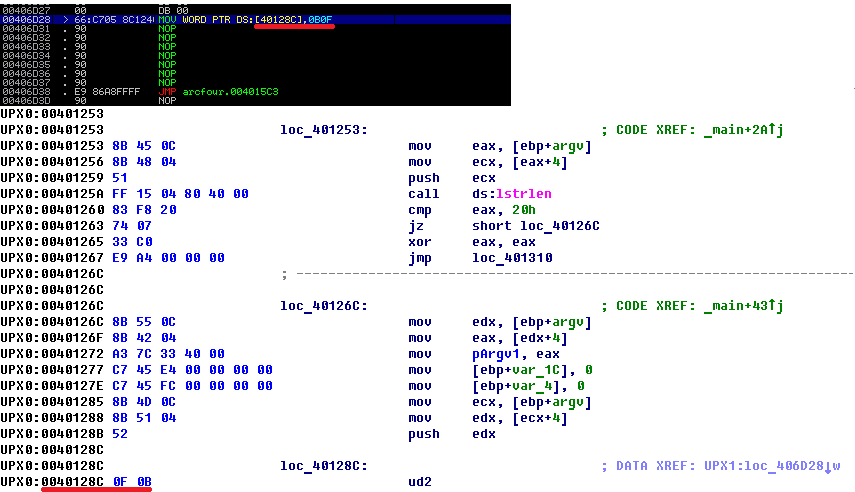 00406D27 00 DB 00
00406D28 > 66:C705 8C1240 MOV WORD PTR DS:[40128C],0B0F
00406D31 . 90 NOP
00406D32 . 90 NOP
00406D33 . 90 NOP
00406D34 . 90 NOP
00406D35 . 90 NOP
00406D36 . 90 NOP
00406D37 . 90 NOP
00406D38 . E9 86A8FFFF JMP arcfour.004015C3
00406D3D 90 NOP
UPX0:00401253
UPX0:00401253 loc_401253: ; CODE XREF: _main+2A↑j
UPX0:00401253 8B 45 0C mov eax, [ebp+argv]
UPX0:00401256 8B 48 04 mov ecx, [eax+4]
UPX0:00401259 51 push ecx
UPX0:0040125A FF 15 04 80 40 00 call ds:lstrlen
UPX0:00401260 83 F8 20 cmp eax, 20h
UPX0:00401263 74 07 jz short loc_40126C
UPX0:00401265 33 C0 xor eax, eax
UPX0:00401267 E9 A4 00 00 00 jmp loc_401310
UPX0:0040126C ; ---------------------------------------------------------------------------
UPX0:0040126C
UPX0:0040126C loc_40126C: ; CODE XREF: _main+43↑j
UPX0:0040126C 8B 55 0C mov edx, [ebp+argv]
UPX0:0040126F 8B 42 04 mov eax, [edx+4]
UPX0:00401272 A3 7C 33 40 00 mov pArgv1, eax
UPX0:00401277 C7 45 E4 00 00 00 00 mov [ebp+var_1C], 0
UPX0:0040127E C7 45 FC 00 00 00 00 mov [ebp+var_4], 0
UPX0:00401285 8B 4D 0C mov ecx, [ebp+argv]
UPX0:00401288 8B 51 04 mov edx, [ecx+4]
UPX0:0040128B 52 push edx
UPX0:0040128C
UPX0:0040128C loc_40128C: ; DATA XREF: UPX1:loc_406D28↓w
UPX0:0040128C 0F 0B ud2